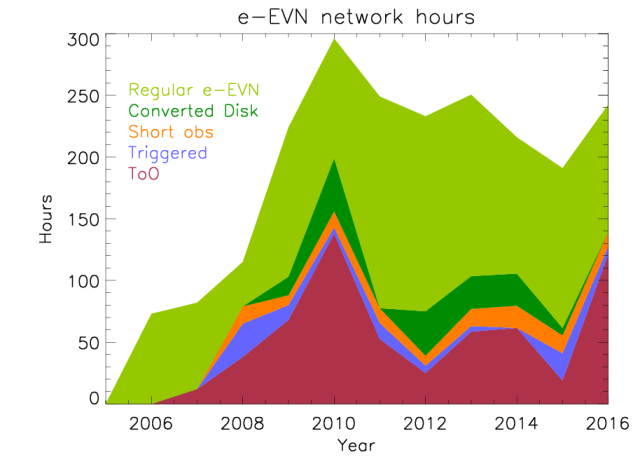 e-EVN network hours
300
250
200
150
100
50
0
Hours
Regular e-EVN
Converted Disk
Short obs
Triggered
ToO
2006 2008 2010 2012 2014 2016
Year